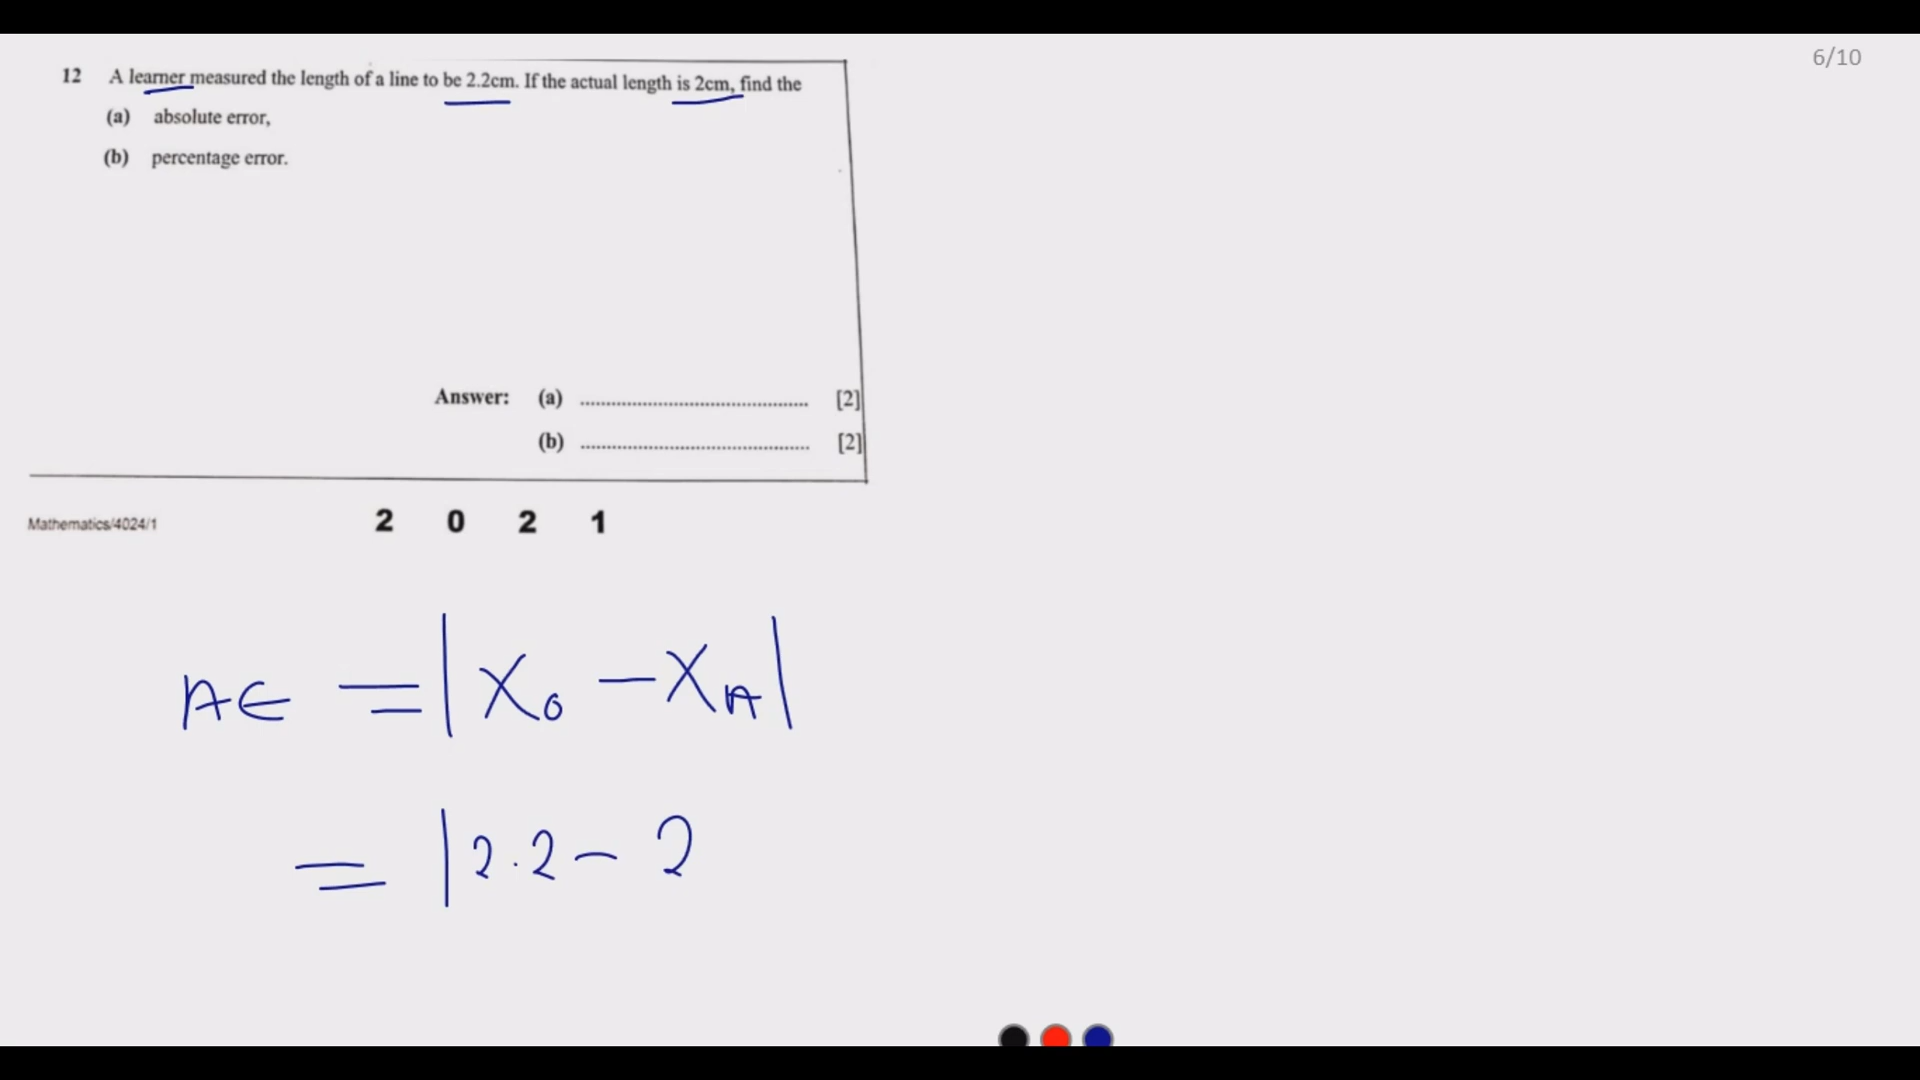 6/10
12 A learner measured the length of a line to be 2.2cm. If the actual length is 2cm, find the
(a) absolute error,
(b) percentage error.
Answer: (a) ........................................ [2]
(b) ........................................ [2]
Mathematics/4024/1 2 0 2 1
AE = |X₀ - X_A|
= |2.2 - 2